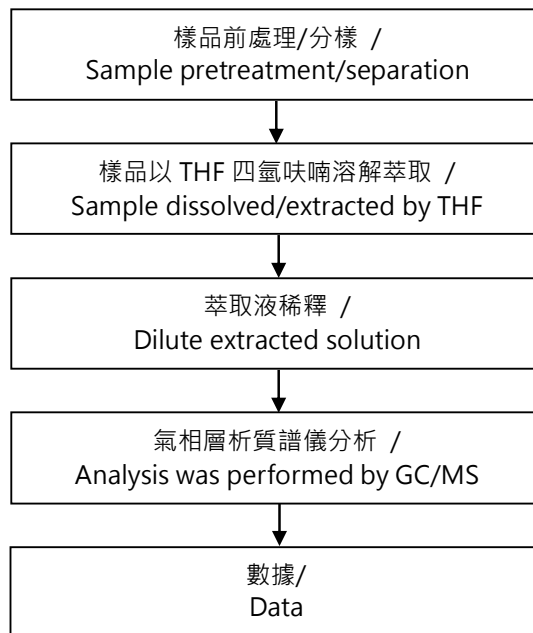 樣品前處理/分樣 /
Sample pretreatment/separation
樣品以 THF 四氫呋喃溶解萃取 /
Sample dissolved/extracted by THF
萃取液稀釋 /
Dilute extracted solution
氣相層析質譜儀分析 /
Analysis was performed by GC/MS
數據/
Data